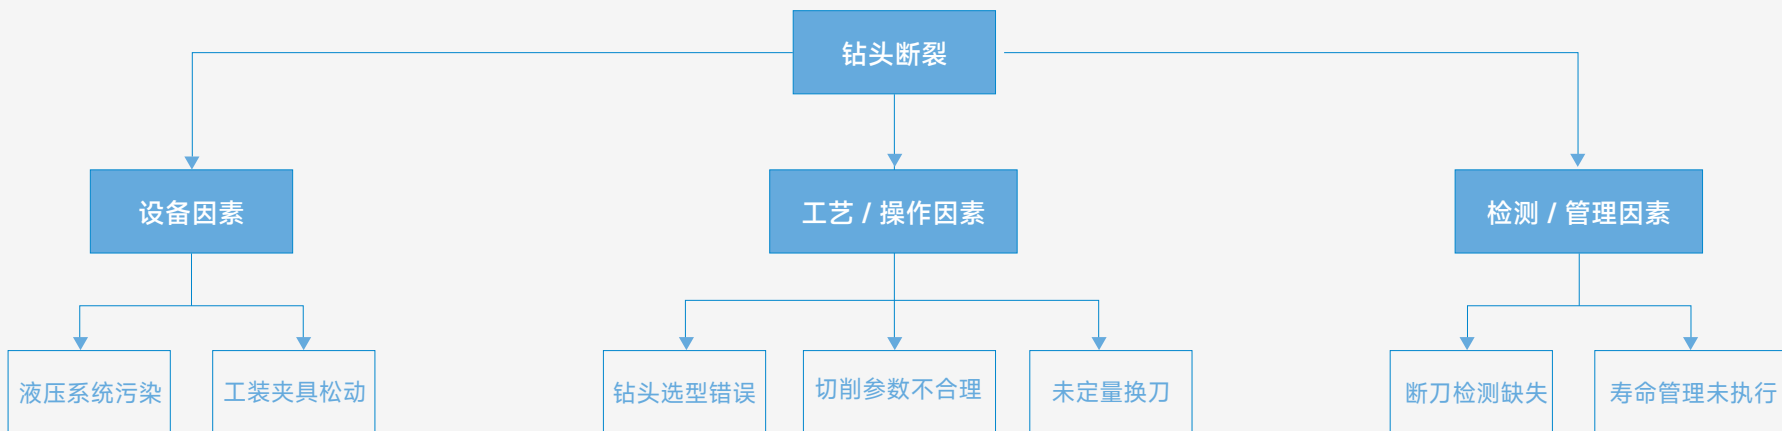 钻头断裂
设备因素
工艺 / 操作因素
检测 / 管理因素
液压系统污染
工装夹具松动
钻头选型错误
切削参数不合理
未定量换刀
断刀检测缺失
寿命管理未执行